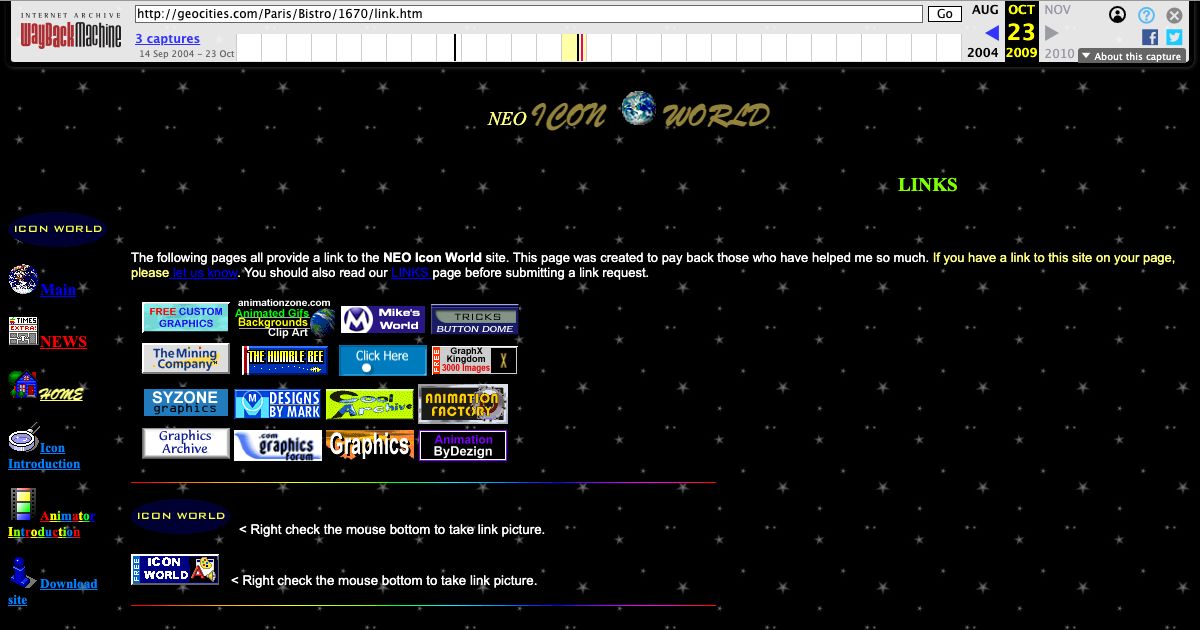 INTERNET ARCHIVE
WayBackMachine
http://geocities.com/Paris/Bistro/1670/link.htm
Go
3 captures
14 Sep 2004 – 23 Oct
AUG
OCT
NOV
23
2004
2009
2010
About this capture
NEO ICON WORLD
LINKS
ICON WORLD
Main
TIMES
EXTRA!
NEWS
HOME
Icon
Introduction
Animator
Introduction
Download
site
The following pages all provide a link to the NEO Icon World site. This page was created to pay back those who have helped me so much. If you have a link to this site on your page,
please let us know. You should also read our LINKS page before submitting a link request.
FREE CUSTOM
GRAPHICS
animationzone.com
Animated Gifs
Backgrounds
Clip Art
Mike's
World
TRICKS
BUTTON DOME
The Mining
Company
THE HUMBLE BEE
Click Here
FREE
GraphX
Kingdom
3000 Images
X
SYZONE
graphics
M
DESIGNS
BY MARK
Cool
Archive
ANIMATION
FACTORY
Graphics
Archive
.com
graphics
forum
Graphics
Animation
ByDezign
ICON WORLD
< Right check the mouse bottom to take link picture.
FREE
ICON
WORLD
< Right check the mouse bottom to take link picture.